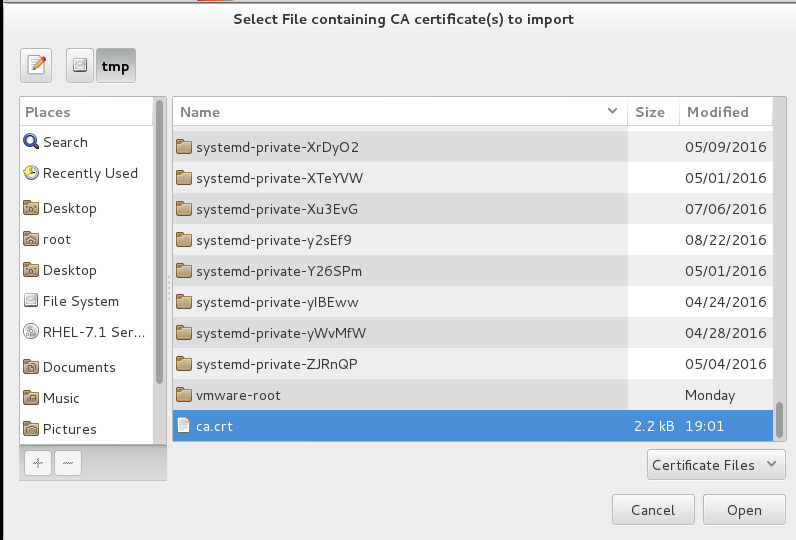 Select File containing CA certificate(s) to import
tmp
Places
Search
Recently Used
Desktop
root
Desktop
File System
RHEL-7.1 Ser...
Documents
Music
Pictures
Name Size Modified
systemd-private-XrDyO2 05/09/2016
systemd-private-XTeYVW 05/01/2016
systemd-private-Xu3EvG 07/06/2016
systemd-private-y2sEf9 08/22/2016
systemd-private-Y26SPm 05/01/2016
systemd-private-yIBEww 04/24/2016
systemd-private-yWvMfW 04/28/2016
systemd-private-ZJRnQP 05/04/2016
vmware-root Monday
ca.crt 2.2 kB 19:01
Certificate Files
Cancel Open